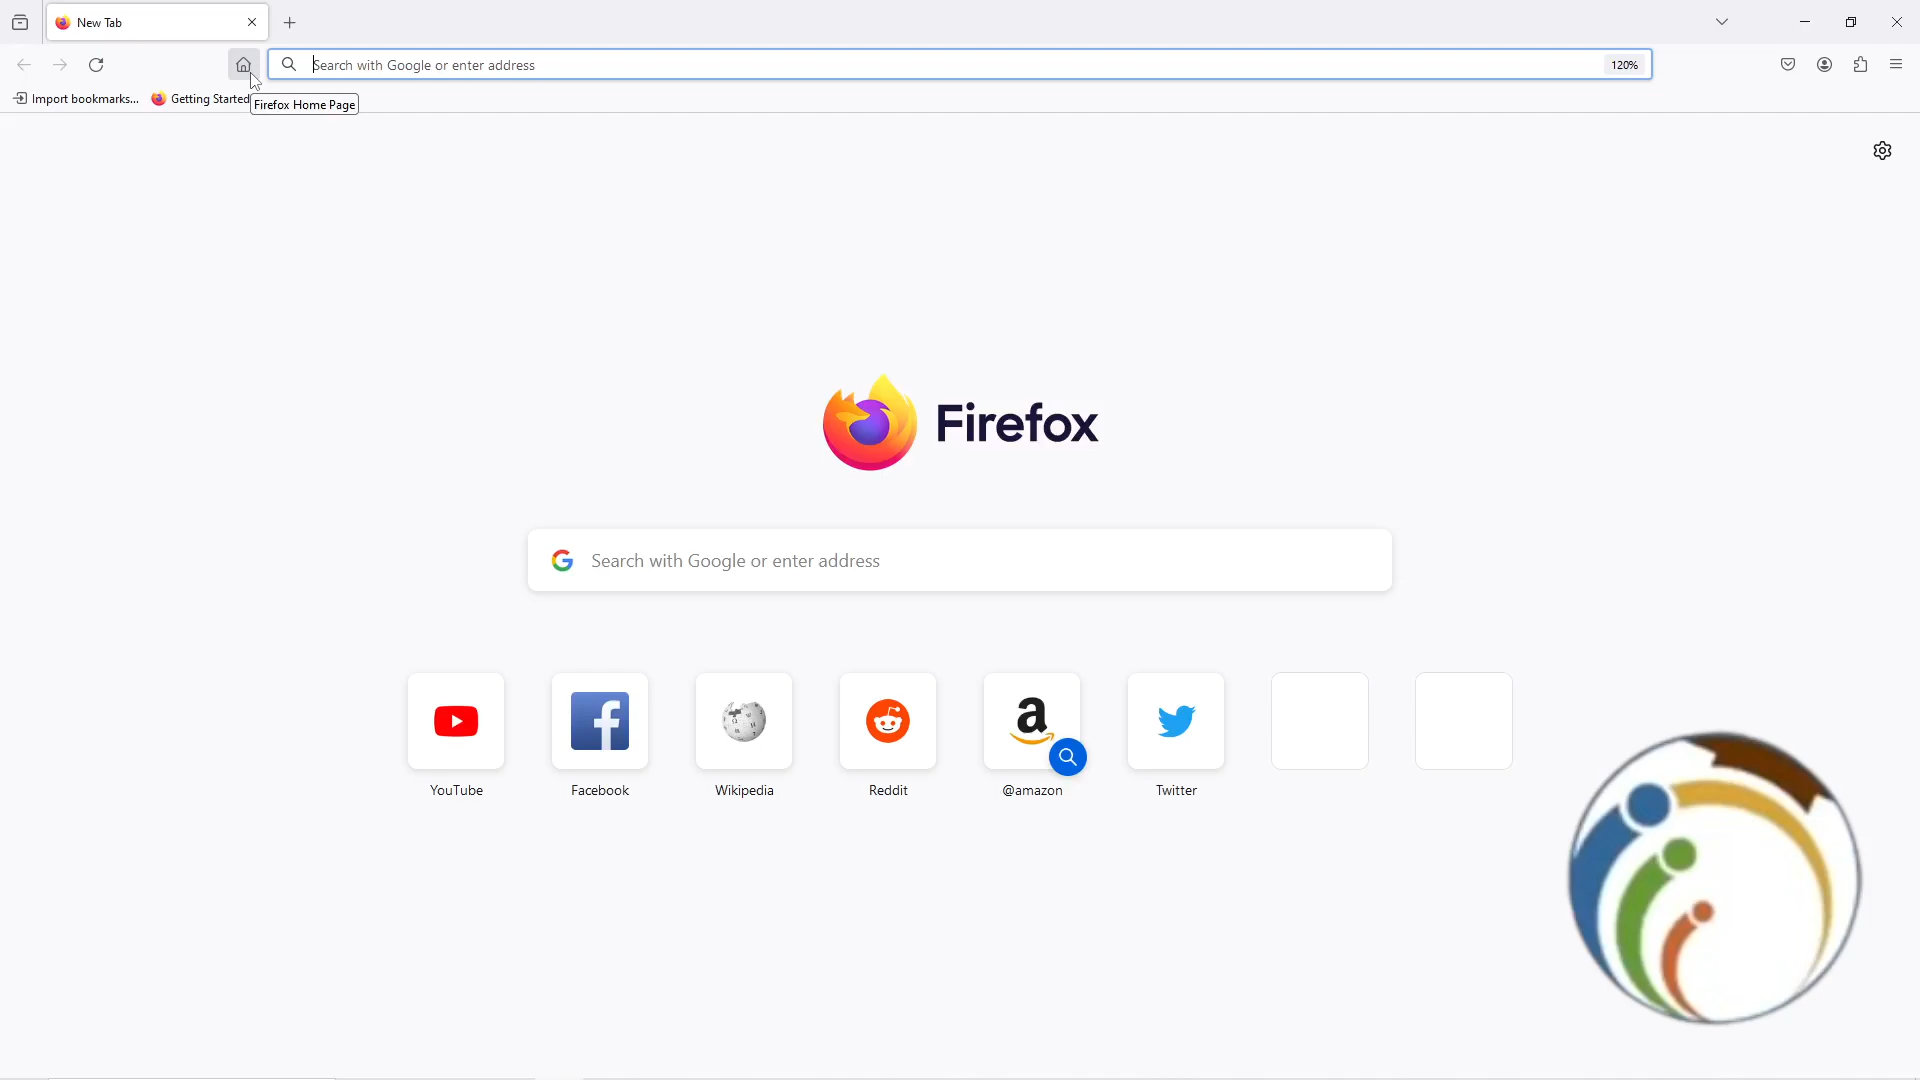 New Tab
Search with Google or enter address
120%
Import bookmarks...
Getting Started
Firefox Home Page
Firefox
Search with Google or enter address
YouTube
Facebook
Wikipedia
Reddit
@amazon
Twitter